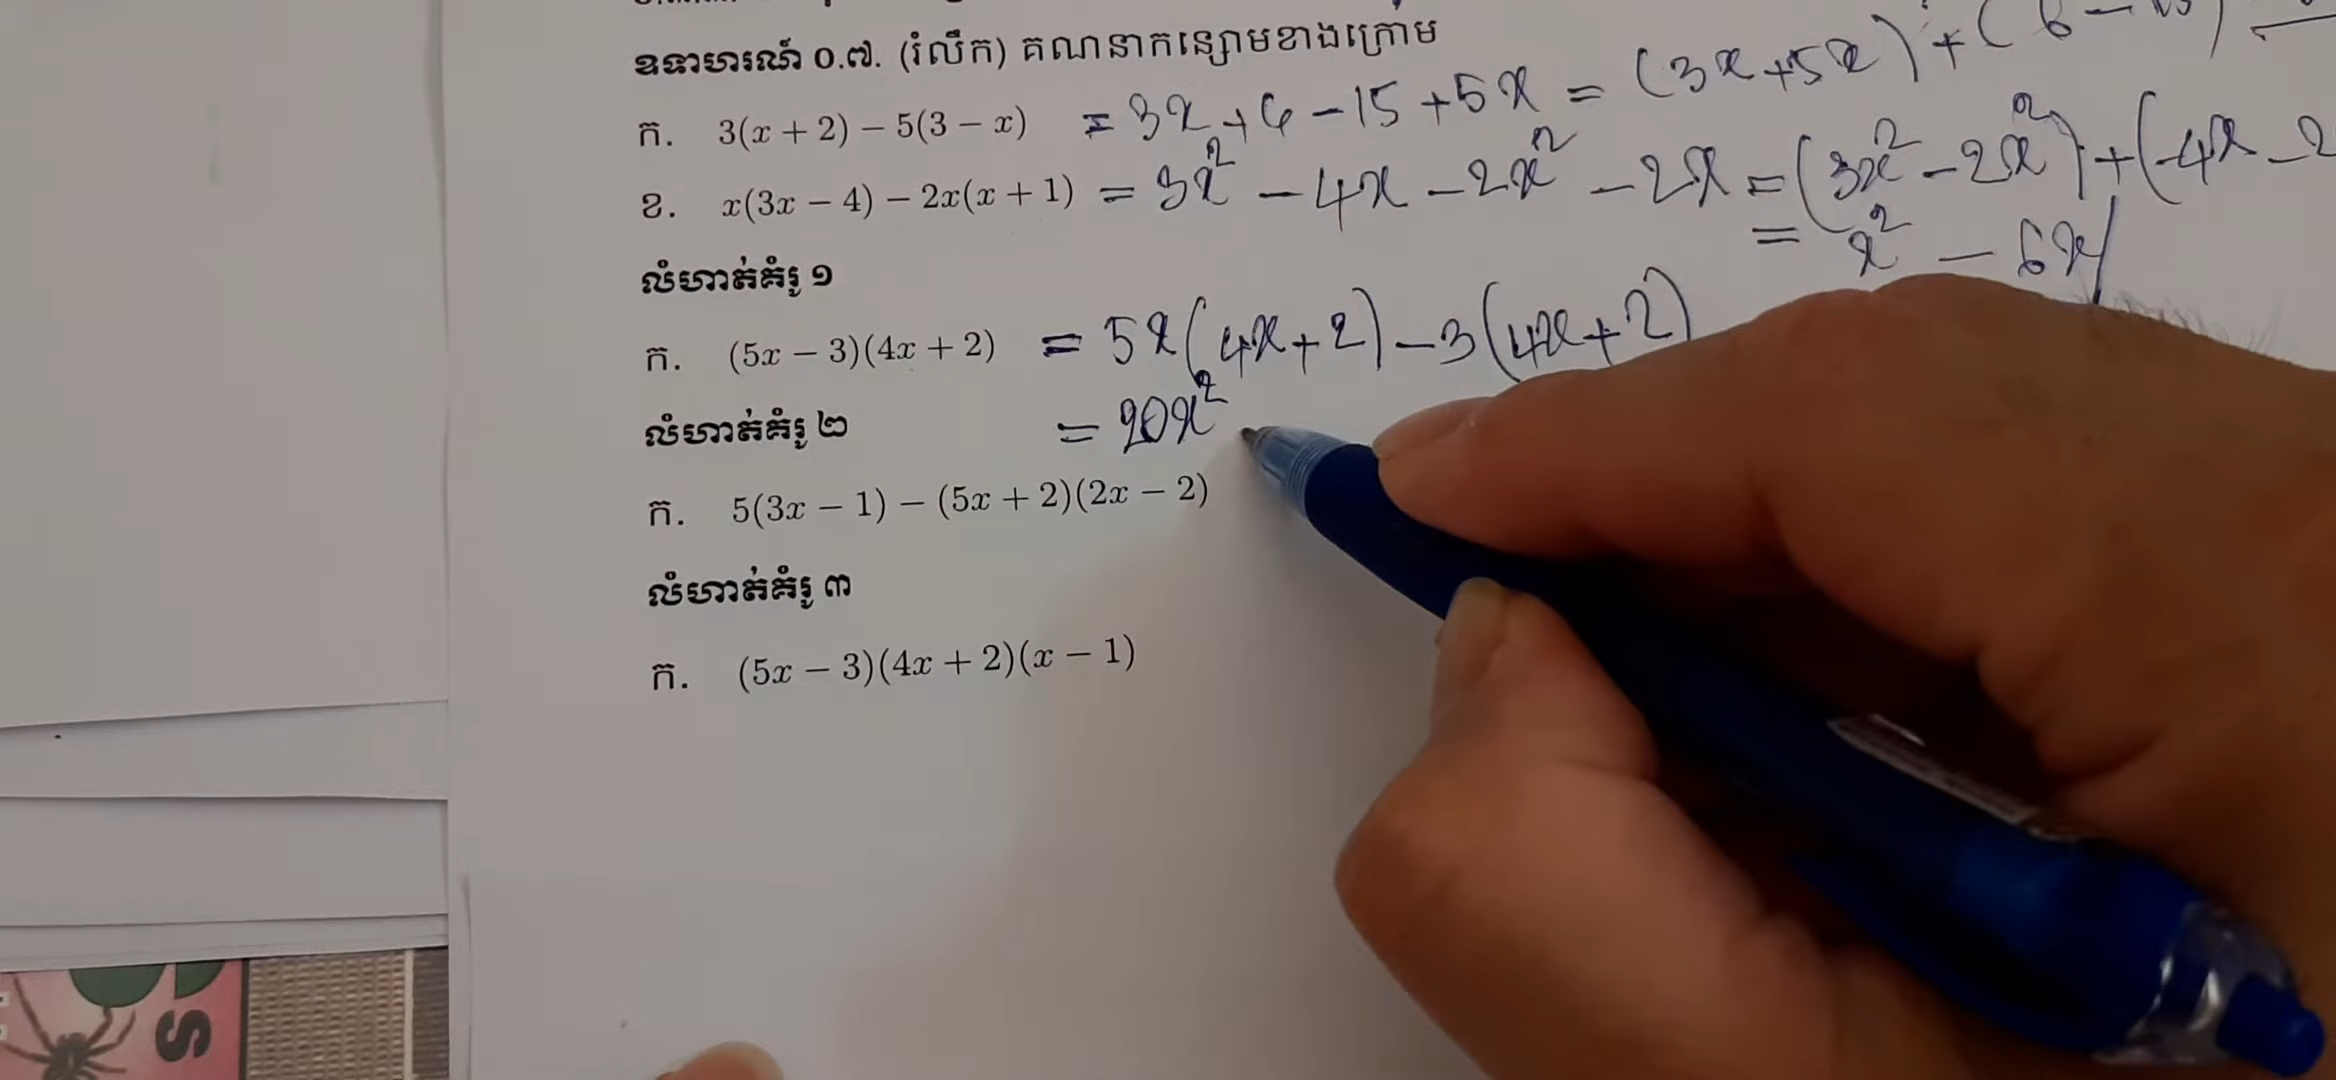 ឧទាហរណ៍ ០.៧. (រំលឹក) គណនាកន្សោមខាងក្រោម
ក. 3(x + 2) − 5(3 − x) = 3x + 6 − 15 + 5x = (3x + 5x) + (6 − 15)
ខ. x(3x − 4) − 2x(x + 1) = 3x² − 4x − 2x² − 2x = (3x² − 2x²) + (−4x − 2
= x² − 6x
លំហាត់គំរូ ១
ក. (5x − 3)(4x + 2) = 5x(4x + 2) − 3(4x + 2)
= 20x²
លំហាត់គំរូ ២
ក. 5(3x − 1) − (5x + 2)(2x − 2)
លំហាត់គំរូ ៣
ក. (5x − 3)(4x + 2)(x − 1)
S